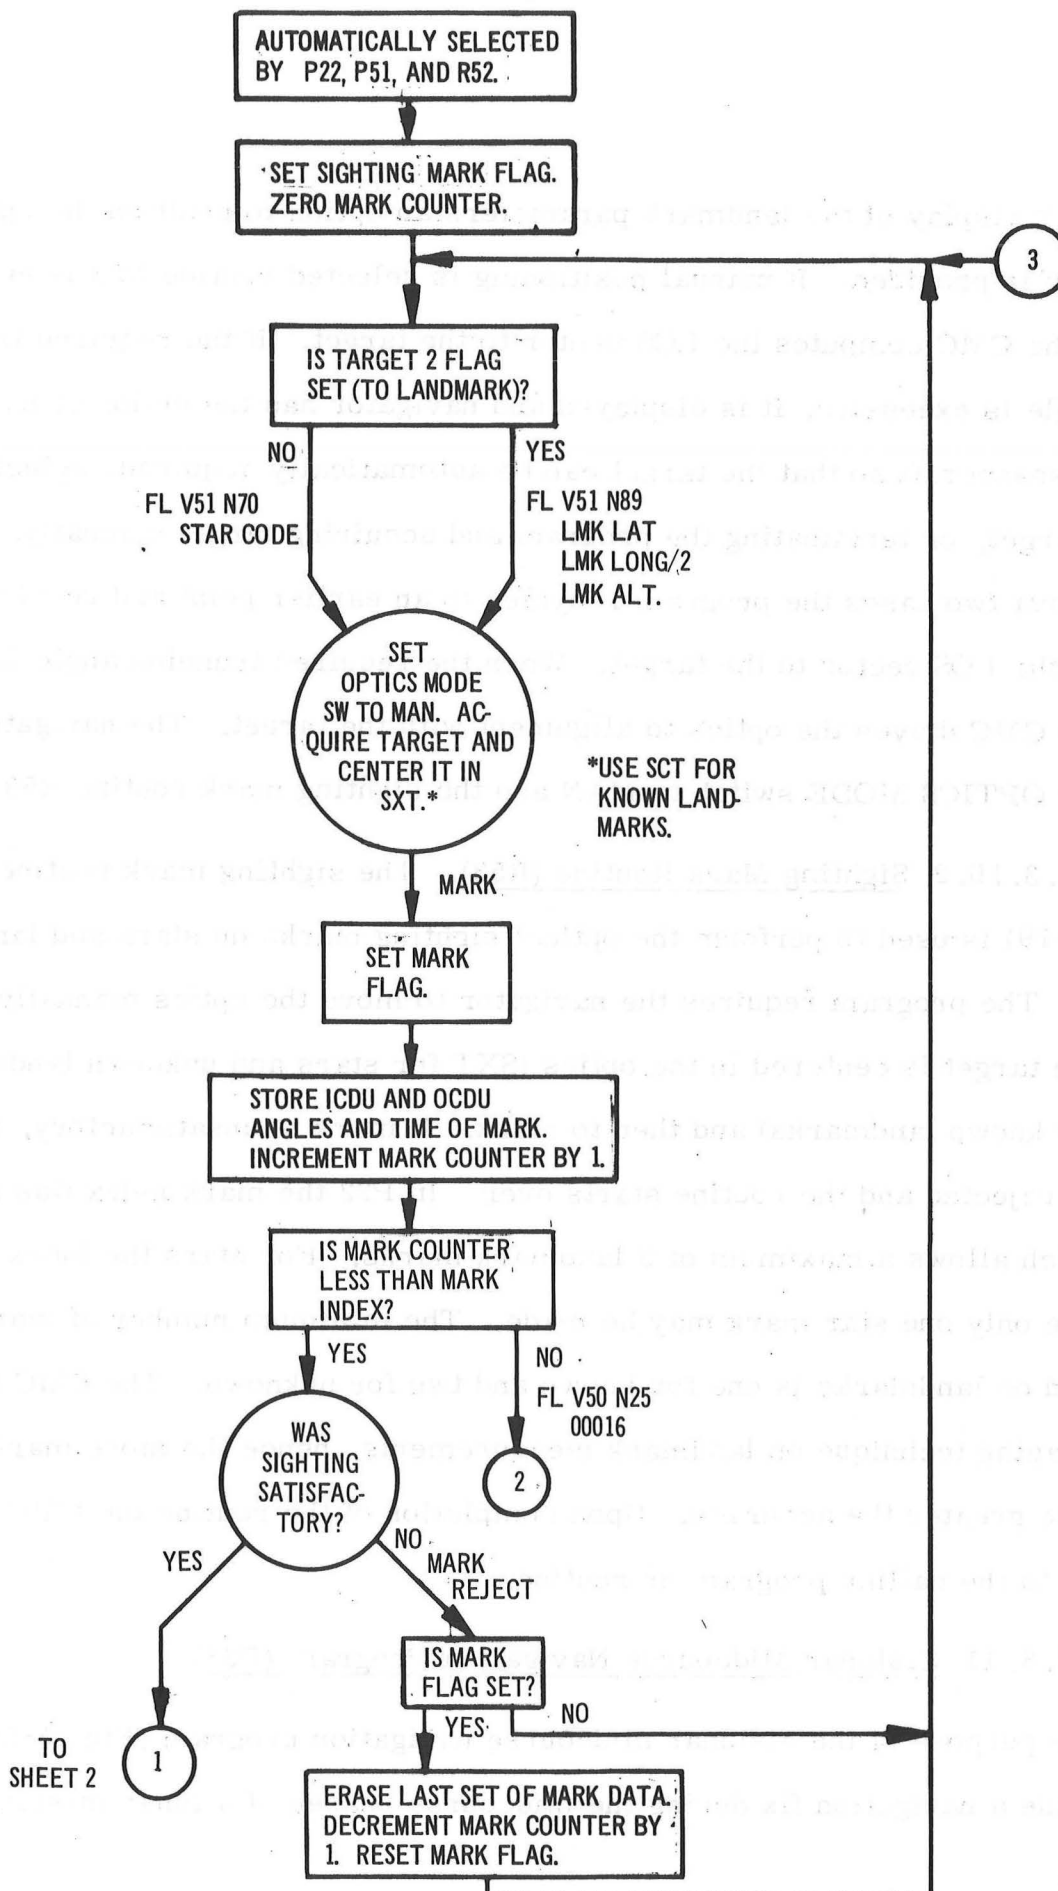 AUTOMATICALLY SELECTED
BY P22, P51, AND R52.
SET SIGHTING MARK FLAG.
ZERO MARK COUNTER.
3
IS TARGET 2 FLAG
SET (TO LANDMARK)?
NO
YES
FL V51 N70
STAR CODE
FL V51 N89
LMK LAT
LMK LONG/2
LMK ALT.
SET
OPTICS MODE
SW TO MAN. AC-
QUIRE TARGET AND
CENTER IT IN
SXT.*
*USE SCT FOR
KNOWN LAND-
MARKS.
MARK
SET MARK
FLAG.
STORE ICDU AND OCDU
ANGLES AND TIME OF MARK.
INCREMENT MARK COUNTER BY 1.
IS MARK COUNTER
LESS THAN MARK
INDEX?
YES
NO
FL V50 N25
00016
2
WAS
SIGHTING
SATISFAC-
TORY?
YES
NO
MARK
REJECT
IS MARK
FLAG SET?
YES
NO
TO
SHEET 2
1
ERASE LAST SET OF MARK DATA.
DECREMENT MARK COUNTER BY
1. RESET MARK FLAG.